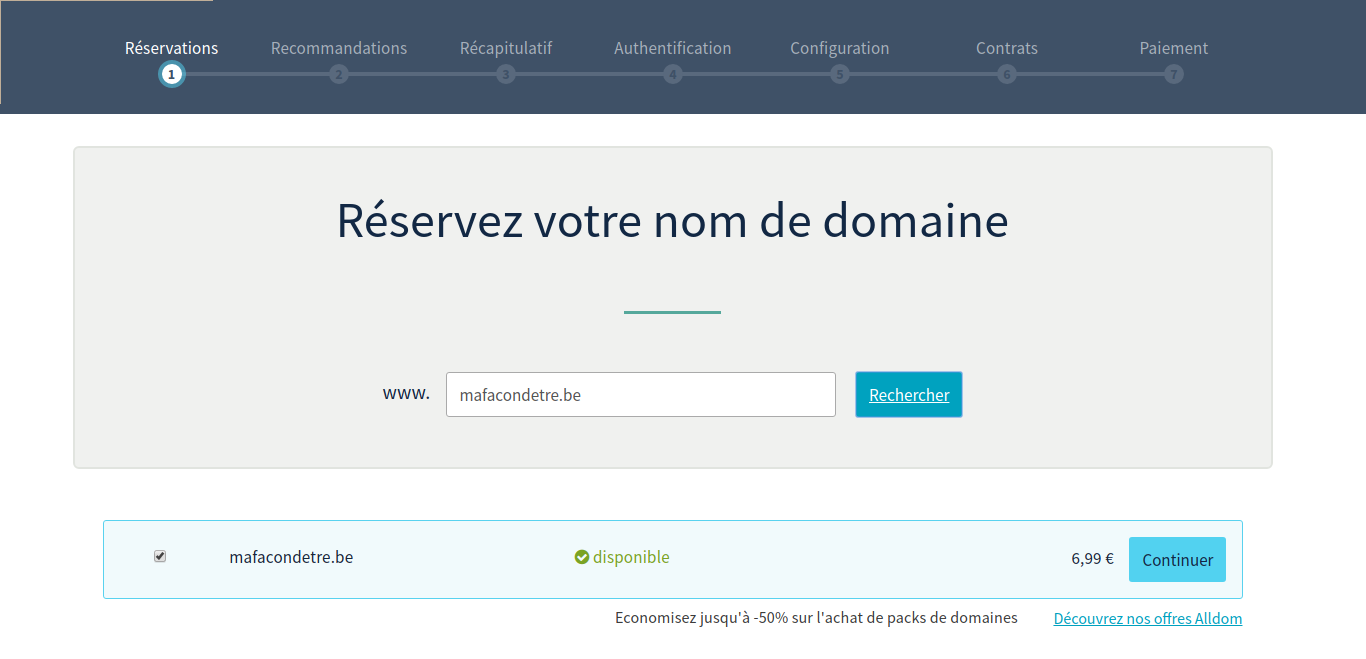 Réservations Recommandations Récapitulatif Authentification Configuration Contrats Paiement
1 2 3 4 5 6 7
Réservez votre nom de domaine
www. mafacondetre.be Rechercher
mafacondetre.be disponible 6,99 € Continuer
Economisez jusqu'à -50% sur l'achat de packs de domaines Découvrez nos offres Alldom